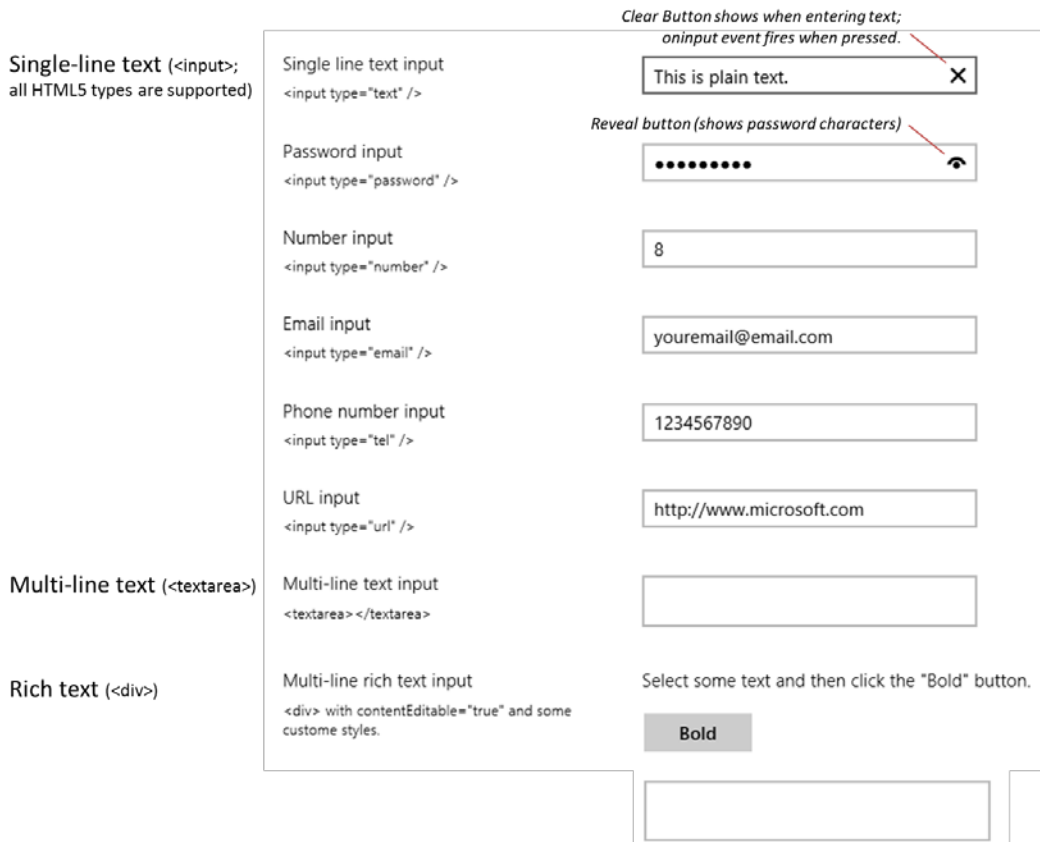 Clear Button shows when entering text;
oninput event fires when pressed.
Single-line text (<input>;
all HTML5 types are supported)
Single line text input
<input type="text" />
This is plain text.
Reveal button (shows password characters)
Password input
<input type="password" />
Number input
<input type="number" />
8
Email input
<input type="email" />
youremail@email.com
Phone number input
<input type="tel" />
1234567890
URL input
<input type="url" />
http://www.microsoft.com
Multi-line text (<textarea>)
Multi-line text input
<textarea></textarea>
Rich text (<div>)
Multi-line rich text input
<div> with contentEditable="true" and some
custome styles.
Select some text and then click the "Bold" button.
Bold